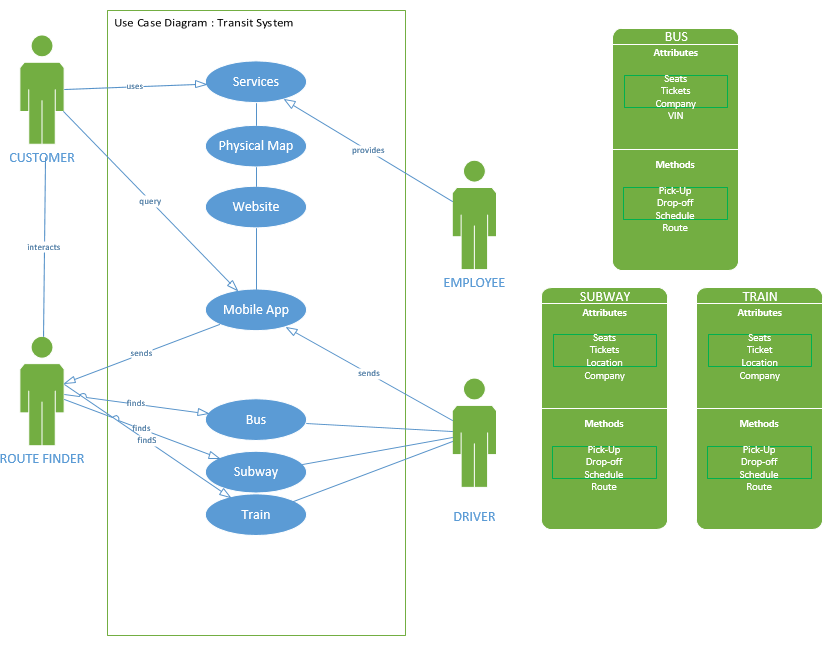 Use Case Diagram : Transit System
Services
Physical Map
Website
Mobile App
Bus
Subway
Train
CUSTOMER
ROUTE FINDER
EMPLOYEE
DRIVER
uses
query
interacts
provides
sends
sends
finds
finds
findS
BUS
Attributes
Seats
Tickets
Company
VIN
Methods
Pick-Up
Drop-off
Schedule
Route
SUBWAY
Attributes
Seats
Tickets
Location
Company
Methods
Pick-Up
Drop-off
Schedule
Route
TRAIN
Attributes
Seats
Ticket
Location
Company
Methods
Pick-Up
Drop-off
Schedule
Route